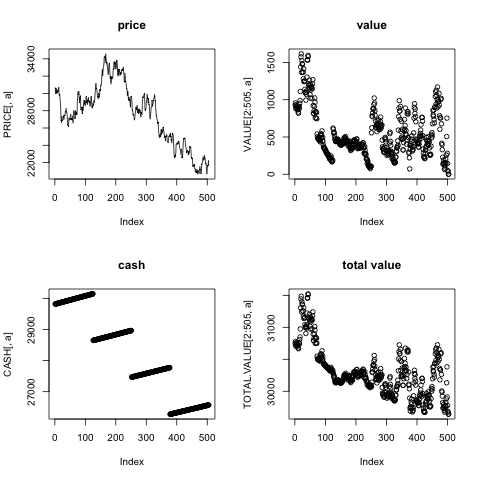 price
PRICE[, a]
34000
28000
22000
0 100 200 300 400 500
Index
value
VALUE[2:505, a]
1500
1000
500
0
0 100 200 300 400 500
Index
cash
CASH[, a]
29000
27000
0 100 200 300 400 500
Index
total value
TOTAL.VALUE[2:505, a]
31000
30000
0 100 200 300 400 500
Index